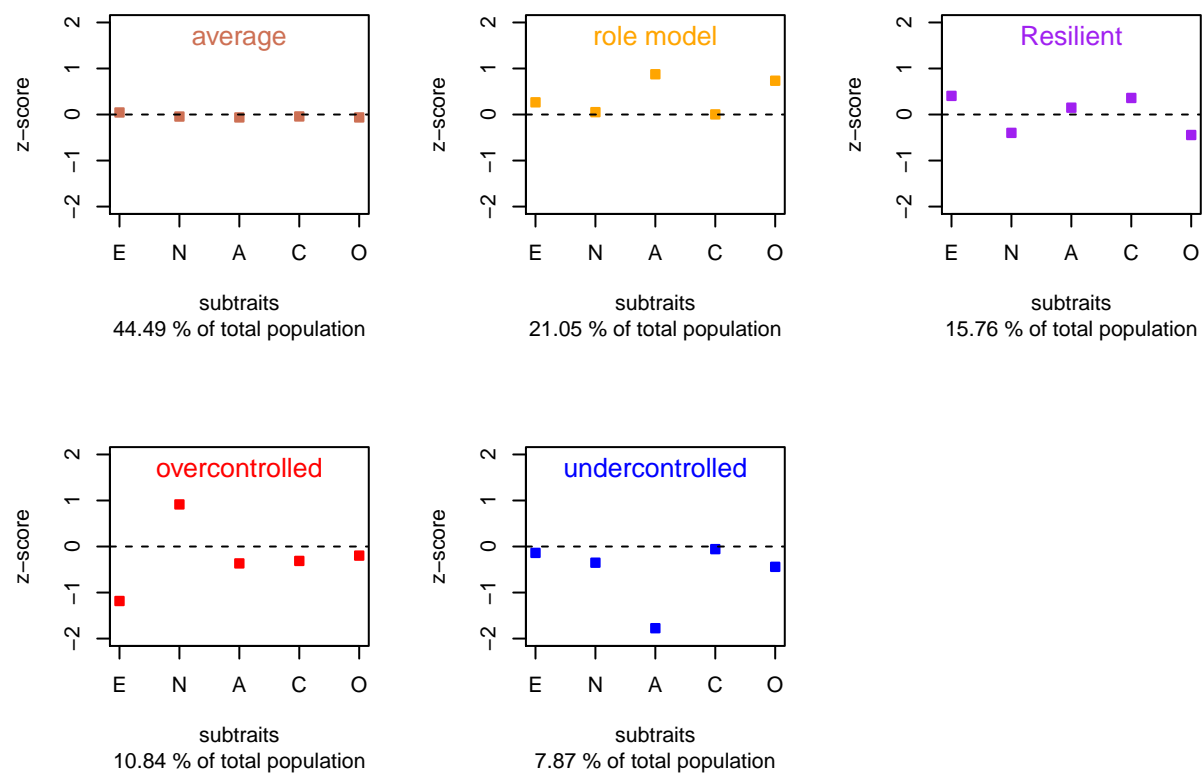 average
z−score
2
1
0
−1
−2
E N A C O
subtraits
44.49 % of total population
role model
z−score
2
1
0
−1
−2
E N A C O
subtraits
21.05 % of total population
Resilient
z−score
2
1
0
−1
−2
E N A C O
subtraits
15.76 % of total population
overcontrolled
z−score
2
1
0
−1
−2
E N A C O
subtraits
10.84 % of total population
undercontrolled
z−score
2
1
0
−1
−2
E N A C O
subtraits
7.87 % of total population